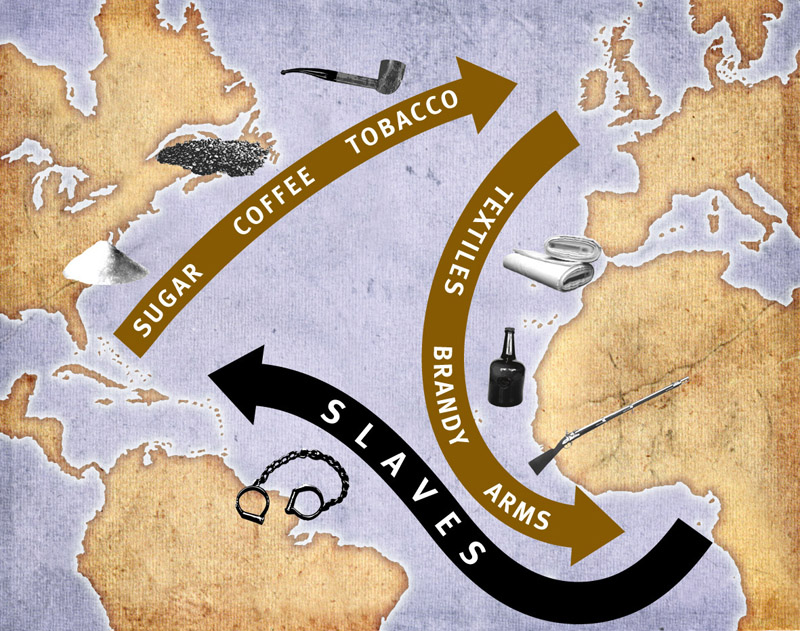 SUGAR COFFEE TOBACCO
TEXTILES BRANDY ARMS
SLAVES